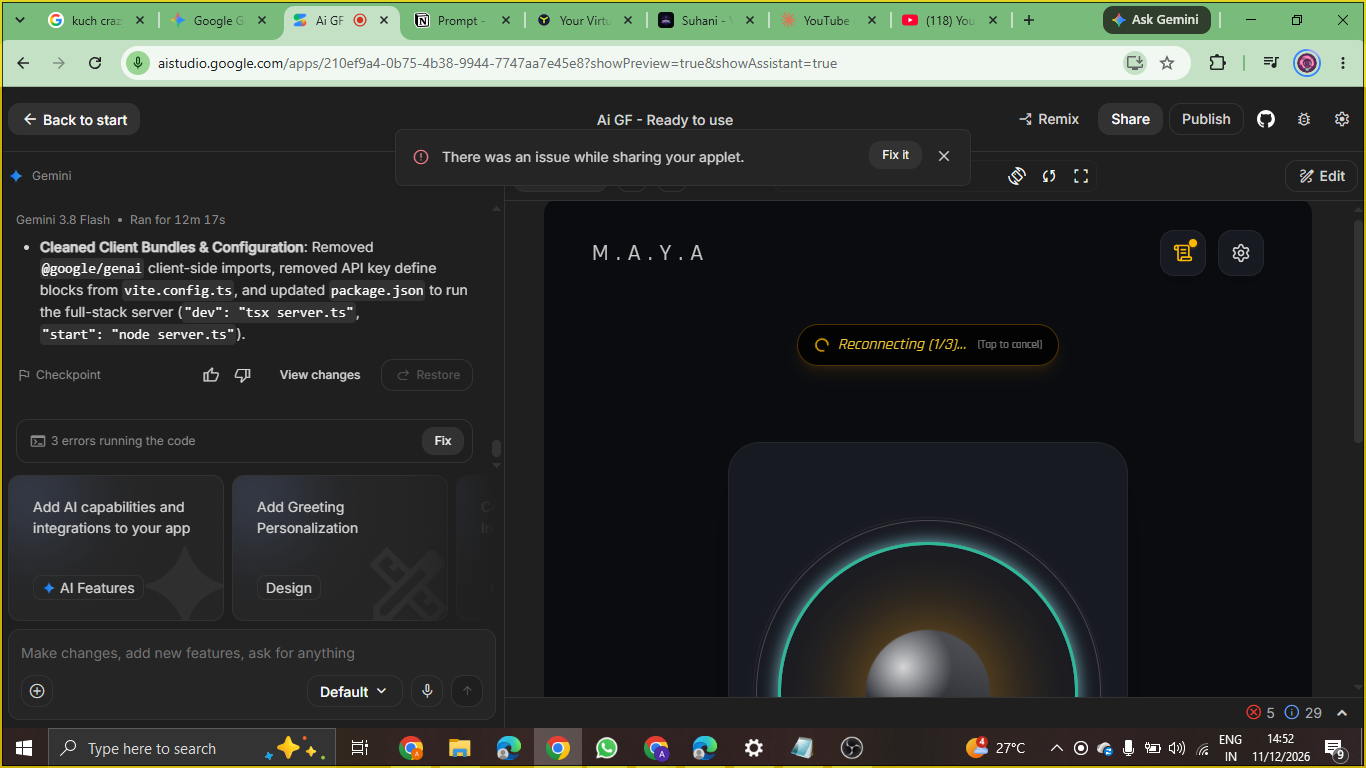 kuch craz
Google G
Ai GF
Prompt -
Your Virtu
Suhani - V
YouTube
(118) You
Ask Gemini
aistudio.google.com/apps/210ef9a4-0b75-4b38-9944-7747aa7e45e8?showPreview=true&showAssistant=true
Back to start
Ai GF - Ready to use
Remix
Share
Publish
There was an issue while sharing your applet.
Fix it
Gemini
Edit
Gemini 3.8 Flash • Ran for 12m 17s
• Cleaned Client Bundles & Configuration: Removed
@google/genai client-side imports, removed API key define
blocks from vite.config.ts, and updated package.json to run
the full-stack server ("dev": "tsx server.ts",
"start": "node server.ts").
Checkpoint
View changes
Restore
3 errors running the code
Fix
Add AI capabilities and
integrations to your app
AI Features
Add Greeting
Personalization
Design
Make changes, add new features, ask for anything
Default
M.A.Y.A
Reconnecting (1/3)... [Tap to cancel]
5
29
Type here to search
4
27°C
ENG
IN
14:52
11/12/2026
9